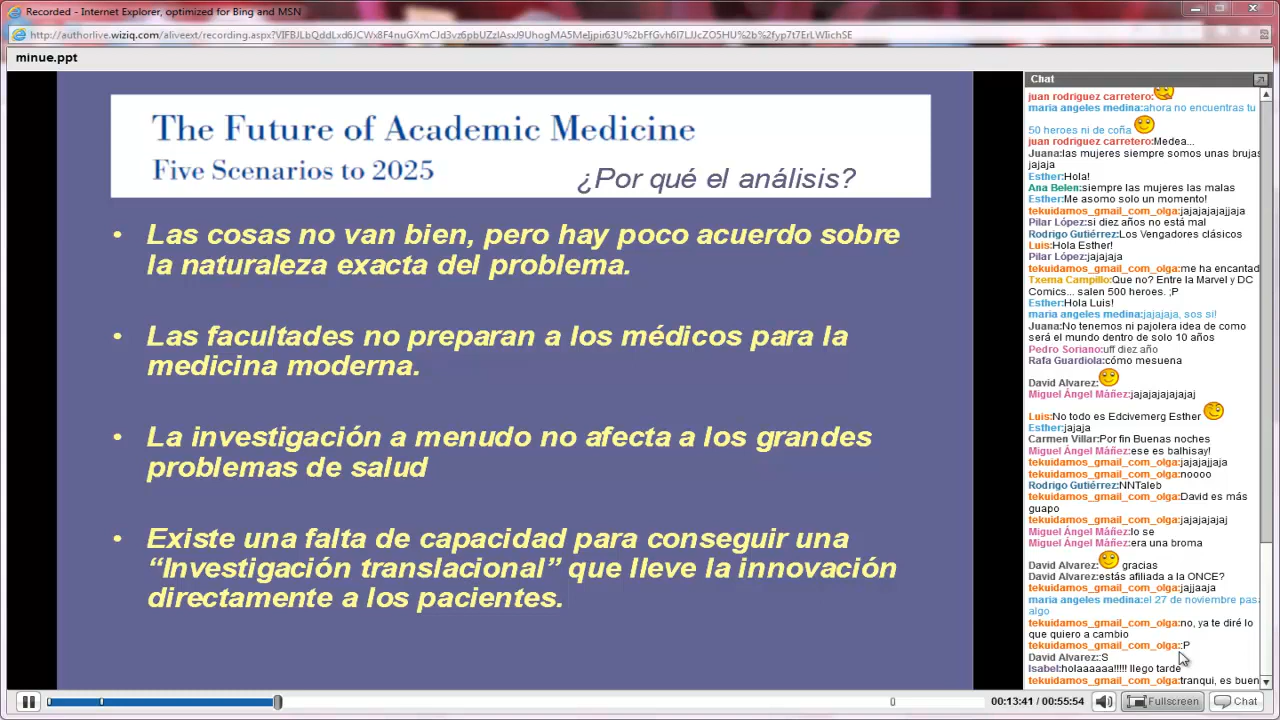 Recorded - Internet Explorer, optimized for Bing and MSN
minue.ppt
The Future of Academic Medicine
Five Scenarios to 2025
¿Por qué el análisis?
• Las cosas no van bien, pero hay poco acuerdo sobre
la naturaleza exacta del problema.
• Las facultades no preparan a los médicos para la
medicina moderna.
• La investigación a menudo no afecta a los grandes
problemas de salud
• Existe una falta de capacidad para conseguir una
“Investigación translacional” que lleve la innovación
directamente a los pacientes.
Chat
juan rodriguez carretero:
maria angeles medina:ahora no encuentras tu
50 heroes ni de coña
juan rodriguez carretero:Medea...
Juana:las mujeres siempre somos unas brujas
jajaja
Esther:Hola!
Ana Belen:siempre las mujeres las malas
Esther:Me asomo solo un momento!
tekuidamos_gmail_com_olga:jajajajajajjaja
Pilar López:si diez años no está mal
Rodrigo Gutiérrez:Los Vengadores clásicos
Luis:Hola Esther!
Pilar López:jajajaja
tekuidamos_gmail_com_olga:me ha encantad
Txema Campillo:Que no? Entre la Marvel y DC
Comics... salen 500 heroes. ;P
Esther:Hola Luis!
maria angeles medina:jajajaja, sos si!
Juana:No tenemos ni pajolera idea de como
será el mundo dentro de solo 10 años
Pedro Soriano:uff diez año
Rafa Guardiola:cómo mesuena
David Alvarez:
Miguel Ángel Máñez:jajajajajajaj
Luis:No todo es Edcivemerg Esther
Esther:jajaja
Carmen Villar:Por fin Buenas noches
Miguel Ángel Máñez:ese es balhisay!
tekuidamos_gmail_com_olga:jajajajjaja
tekuidamos_gmail_com_olga:noooo
Rodrigo Gutiérrez:NNTaleb
tekuidamos_gmail_com_olga:David es más
guapo
tekuidamos_gmail_com_olga:jajajajajaj
Miguel Ángel Máñez:lo se
Miguel Ángel Máñez:era una broma
David Alvarez: gracias
David Alvarez:estás afiliada a la ONCE?
tekuidamos_gmail_com_olga:jajjaaja
maria angeles medina:el 27 de noviembre pas
algo
tekuidamos_gmail_com_olga:no, ya te diré lo
que quiero a cambio
tekuidamos_gmail_com_olga::P
David Alvarez::S
Isabel:holaaaaaa!!!!! llego tarde
tekuidamos_gmail_com_olga:tranqui, es buen
00:13:41 / 00:55:54
Fullscreen
Chat